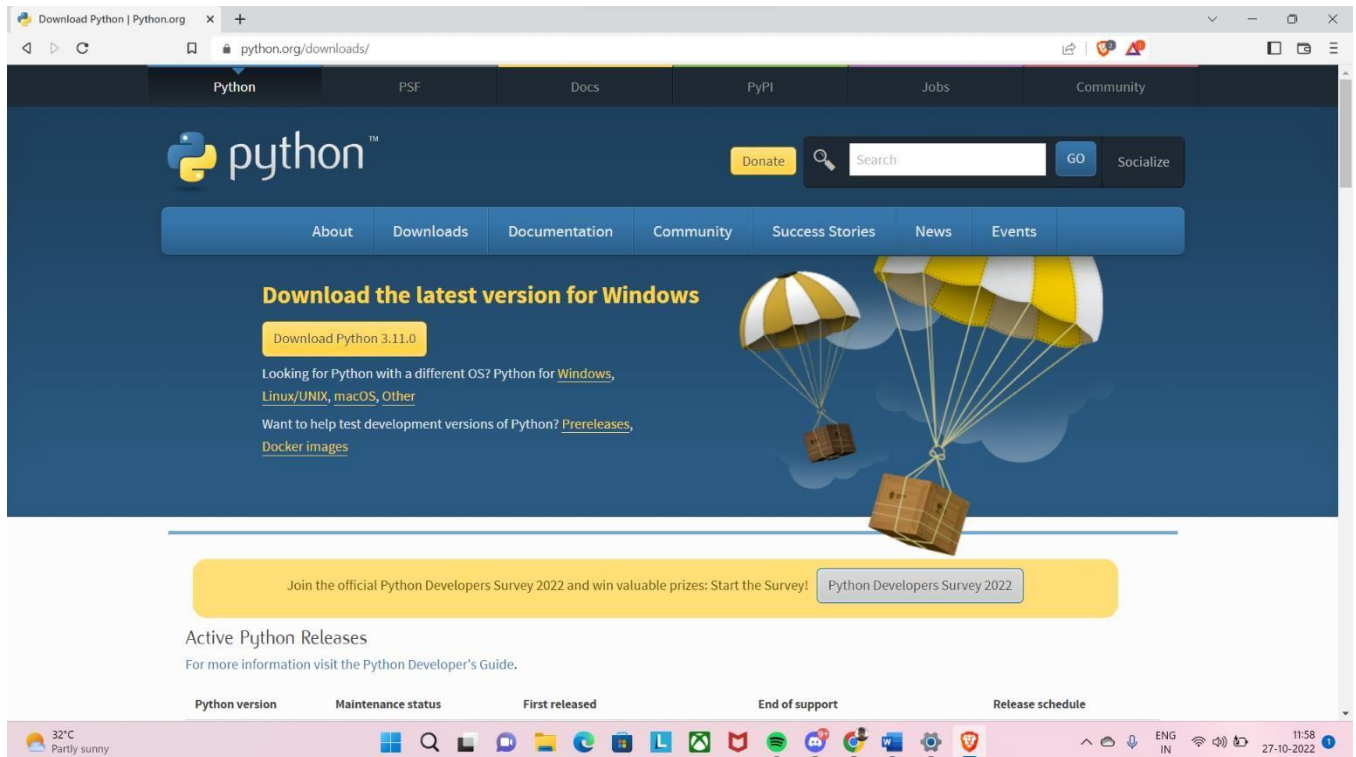 Download Python | Python.org
python.org/downloads/
Python PSF Docs PyPI Jobs Community
python™
Donate Search GO Socialize
About Downloads Documentation Community Success Stories News Events
Download the latest version for Windows
Download Python 3.11.0
Looking for Python with a different OS? Python for Windows,
Linux/UNIX, macOS, Other
Want to help test development versions of Python? Prereleases,
Docker images
Join the official Python Developers Survey 2022 and win valuable prizes: Start the Survey! Python Developers Survey 2022
Active Python Releases
For more information visit the Python Developer's Guide.
Python version Maintenance status First released End of support Release schedule
32°C
Partly sunny
L
9+
ENG
IN
11:58
27-10-2022
1